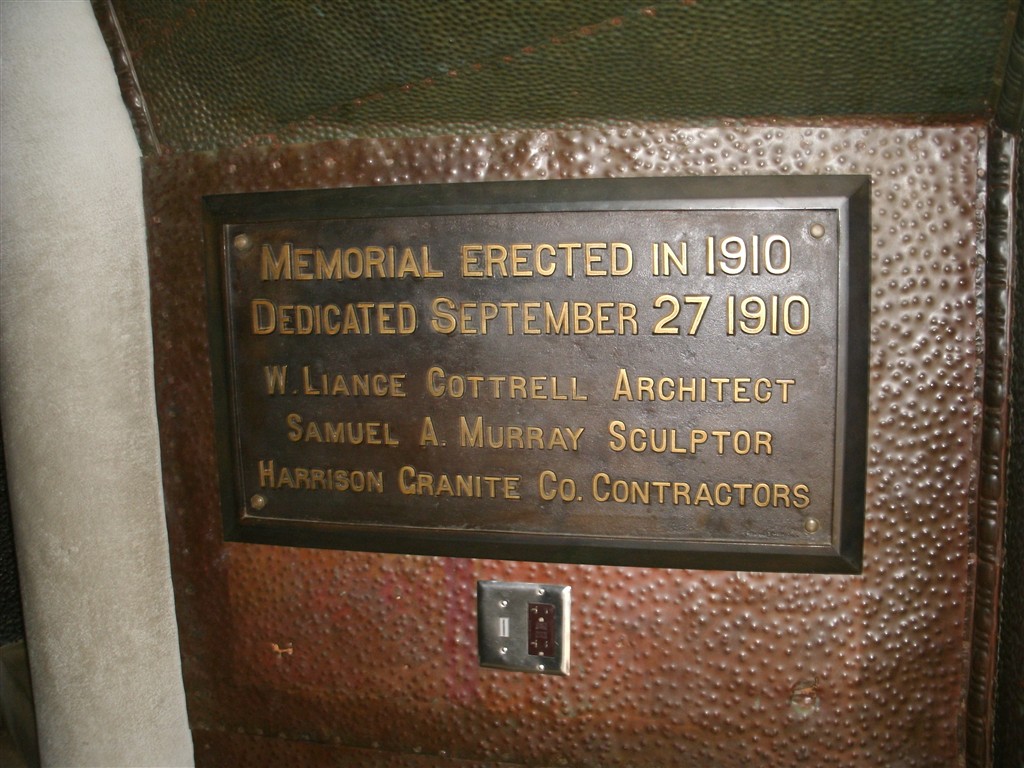 MEMORIAL ERECTED IN 1910
DEDICATED SEPTEMBER 27 1910
W. LIANCE COTTRELL ARCHITECT
SAMUEL A. MURRAY SCULPTOR
HARRISON GRANITE CO. CONTRACTORS